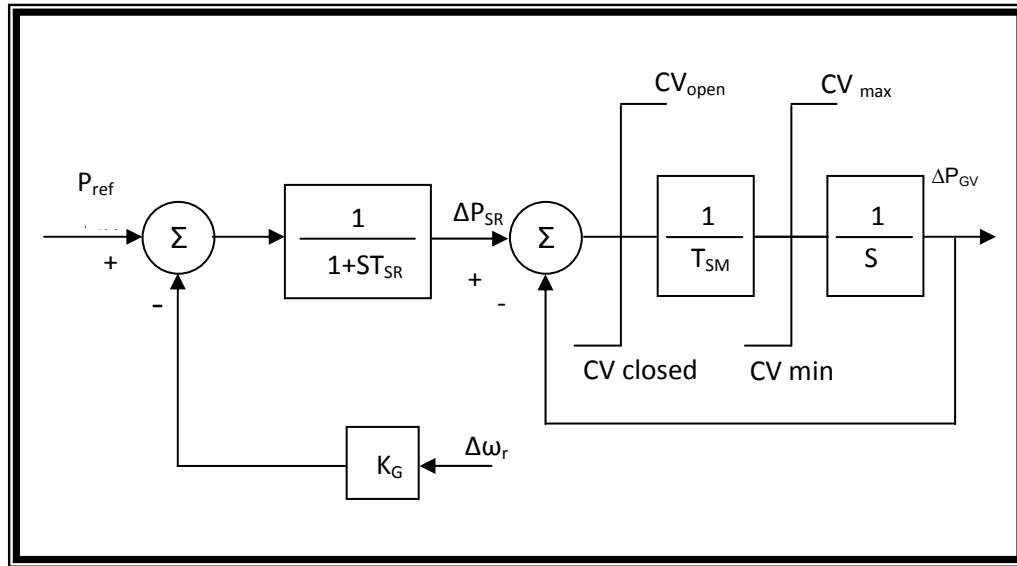 CV open
CV max
P ref
ΔP GV
+
-
Σ
1
1+ST SR
ΔP SR
+
-
Σ
1
T SM
1
S
CV closed
CV min
K G
Δω r